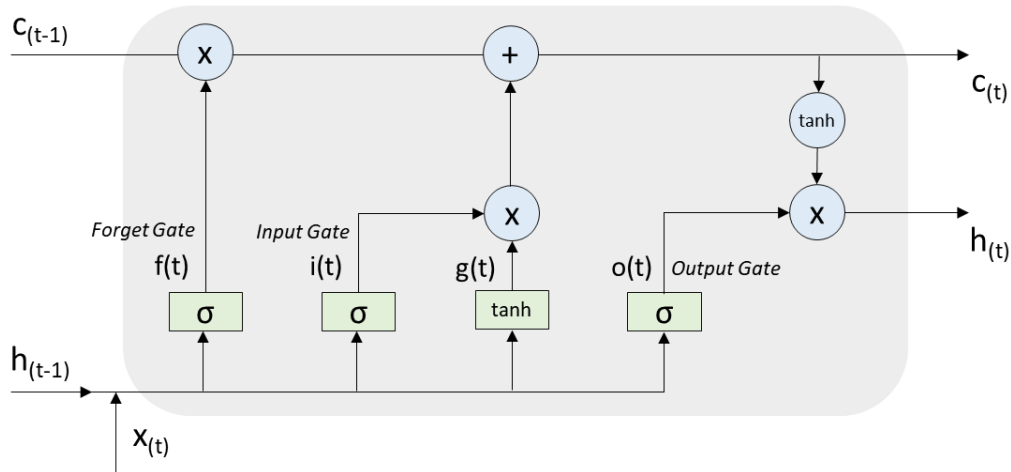 c(t-1)
x
+
c(t)
tanh
Forget Gate
Input Gate
x
x
h(t)
f(t)
i(t)
g(t)
o(t)
Output Gate
σ
σ
tanh
σ
h(t-1)
x(t)